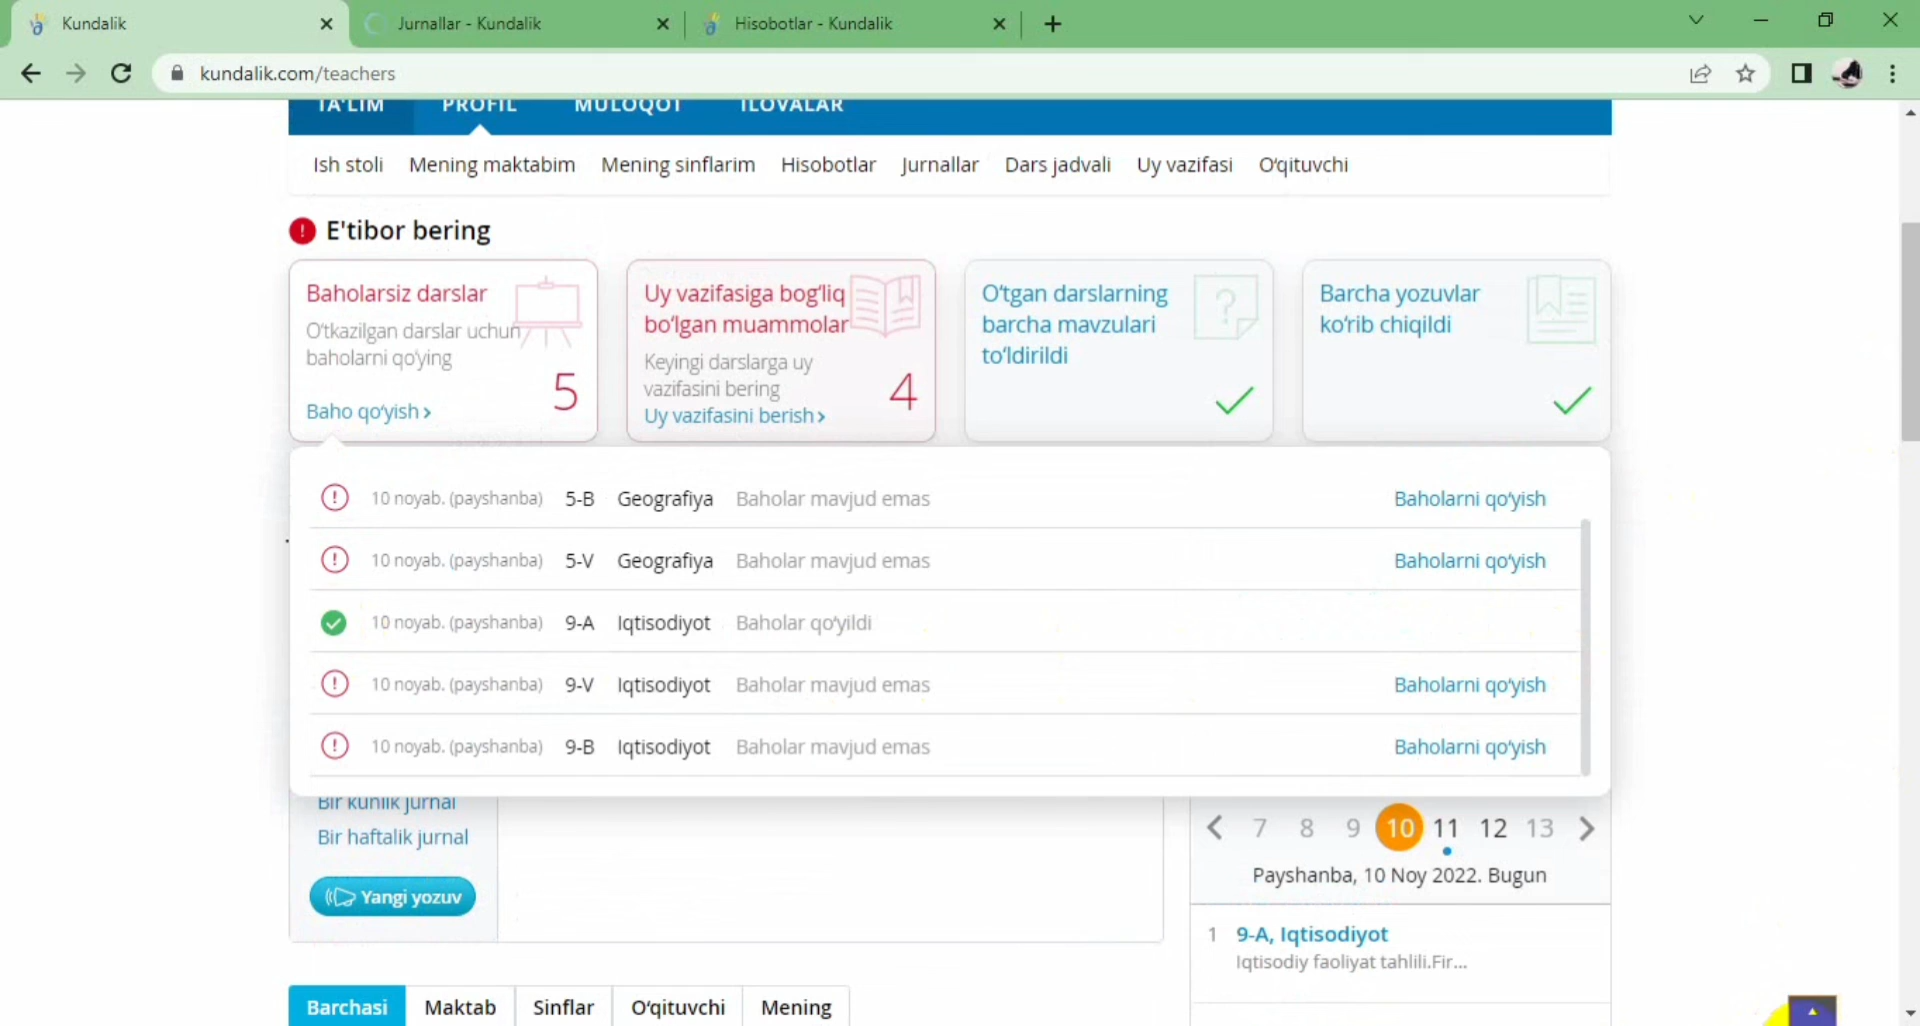 Kundalik
Jurnallar - Kundalik
Hisobotlar - Kundalik
kundalik.com/teachers
TA'LIM PROFIL MULOQOT ILOVALAR
Ish stoli Mening maktabim Mening sinflarim Hisobotlar Jurnallar Dars jadvali Uy vazifasi O‘qituvchi
E'tibor bering
Baholarsiz darslar
O‘tkazilgan darslar uchun
baholarni qo‘ying
5
Baho qo‘yish
Uy vazifasiga bog‘liq
bo‘lgan muammolar
Keyingi darslarga uy
vazifasini bering
4
Uy vazifasini berish
O‘tgan darslarning
barcha mavzulari
to‘ldirildi
Barcha yozuvlar
ko‘rib chiqildi
10 noyab. (payshanba) 5-B Geografiya Baholar mavjud emas Baholarni qo‘yish
10 noyab. (payshanba) 5-V Geografiya Baholar mavjud emas Baholarni qo‘yish
10 noyab. (payshanba) 9-A Iqtisodiyot Baholar qo‘yildi
10 noyab. (payshanba) 9-V Iqtisodiyot Baholar mavjud emas Baholarni qo‘yish
10 noyab. (payshanba) 9-B Iqtisodiyot Baholar mavjud emas Baholarni qo‘yish
Bir kunlik jurnal
Bir haftalik jurnal
Yangi yozuv
7 8 9 10 11 12 13
Payshanba, 10 Noy 2022. Bugun
1 9-A, Iqtisodiyot
Iqtisodiy faoliyat tahlili.Fir...
Barchasi Maktab Sinflar O‘qituvchi Mening